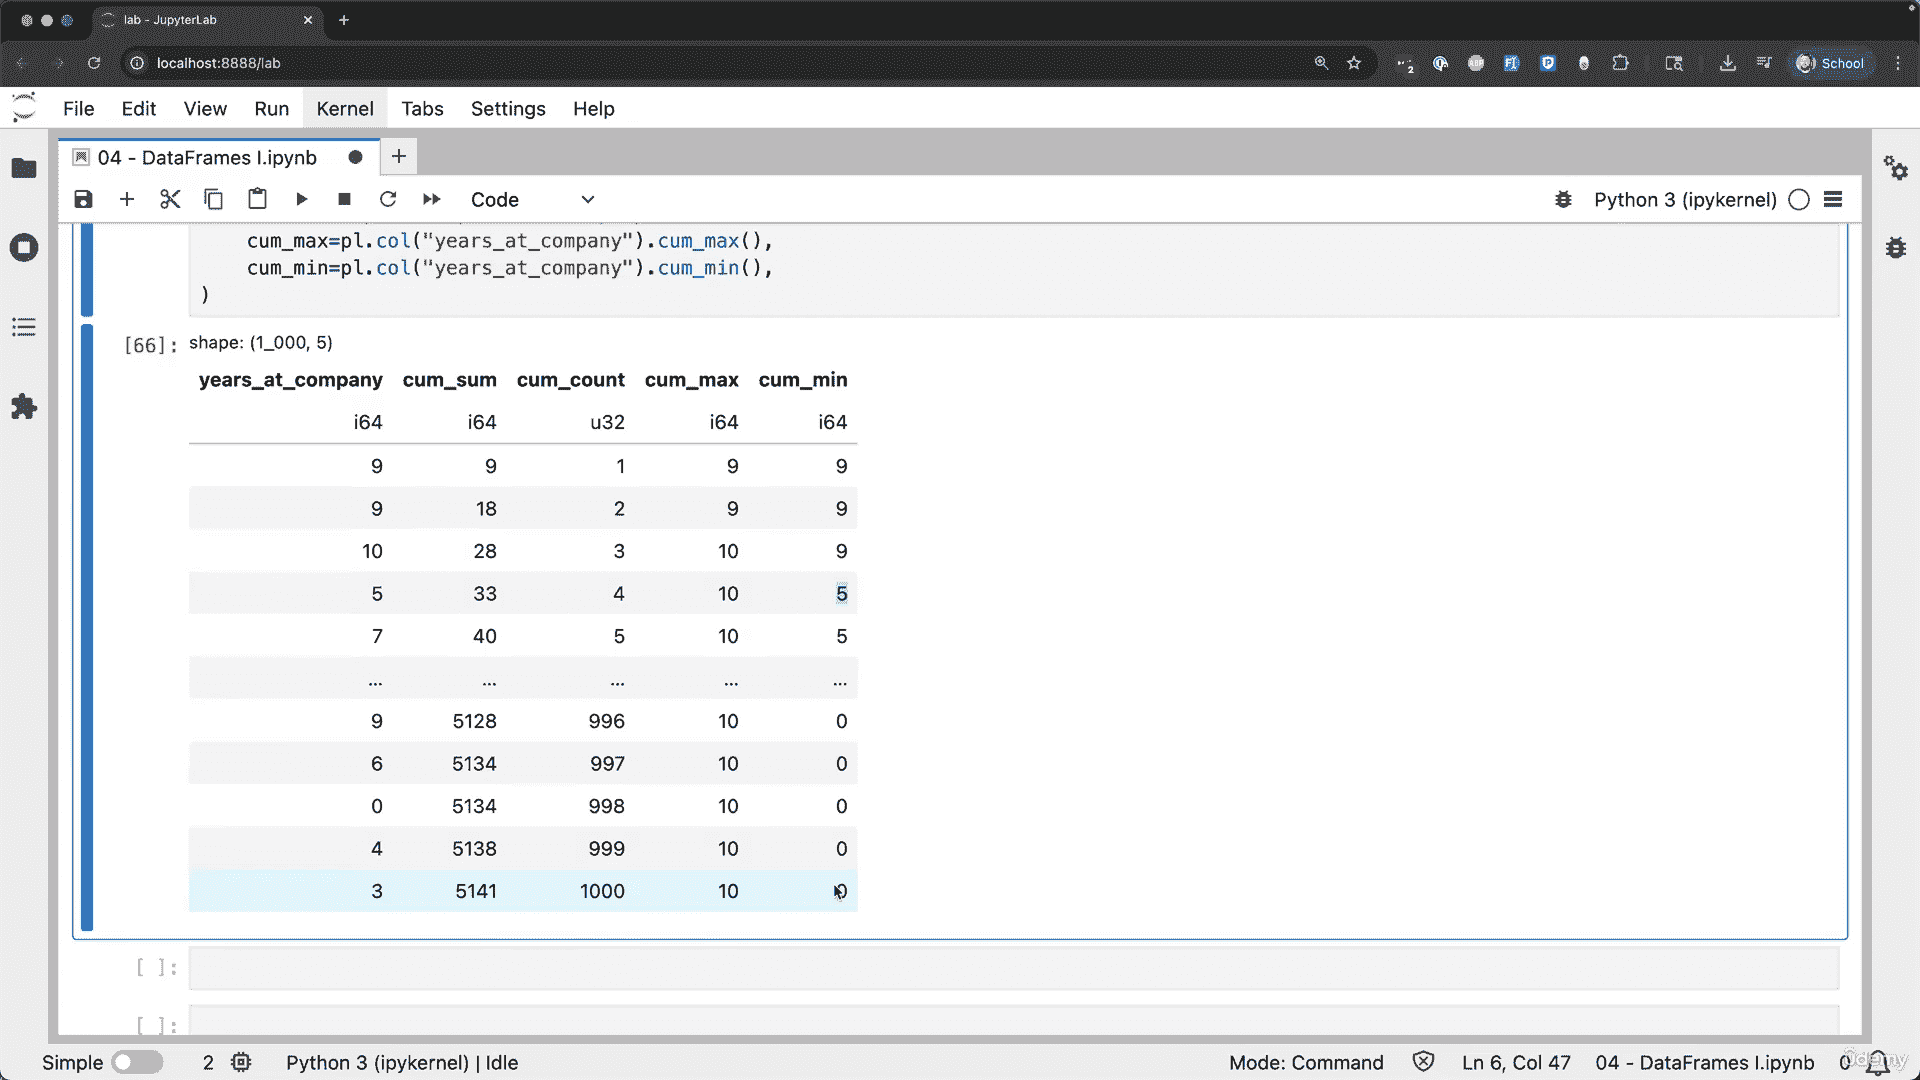 lab - JupyterLab
localhost:8888/lab
2
ABP
School
File Edit View Run Kernel Tabs Settings Help
04 - DataFrames I.ipynb
Code
Python 3 (ipykernel)
cum_max=pl.col("years_at_company").cum_max(),
cum_min=pl.col("years_at_company").cum_min(),
)
[66]: shape: (1_000, 5)
years_at_company cum_sum cum_count cum_max cum_min
i64 i64 u32 i64 i64
9 9 1 9 9
9 18 2 9 9
10 28 3 10 9
5 33 4 10 5
7 40 5 10 5
... ... ... ... ...
9 5128 996 10 0
6 5134 997 10 0
0 5134 998 10 0
4 5138 999 10 0
3 5141 1000 10 0
[ ]:
[ ]:
Simple 2 Python 3 (ipykernel) | Idle Mode: Command Ln 6, Col 47 04 - DataFrames I.ipynb 0
udemy